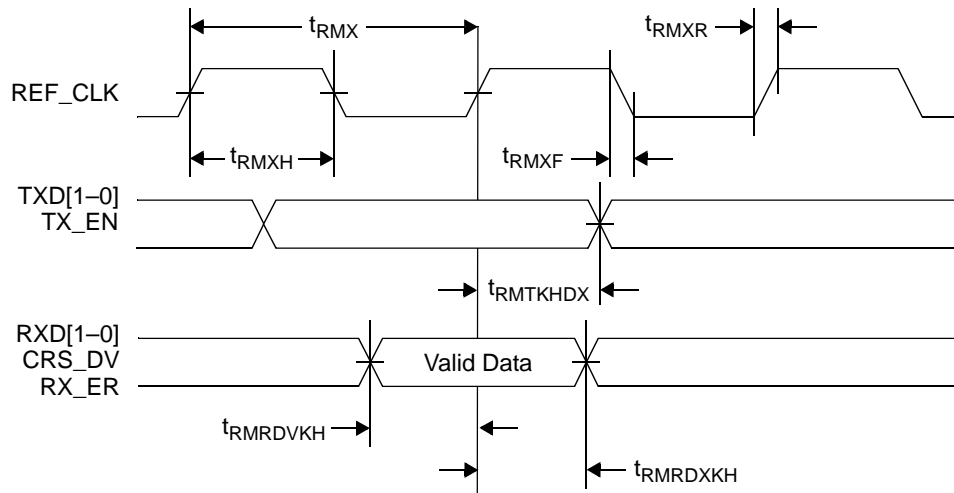 tRMX
tRMXR
REF_CLK
tRMXH
tRMXF
TXD[1–0]
TX_EN
tRMTKHDX
RXD[1–0]
CRS_DV
RX_ER
Valid Data
tRMRDVKH
tRMRDXKH